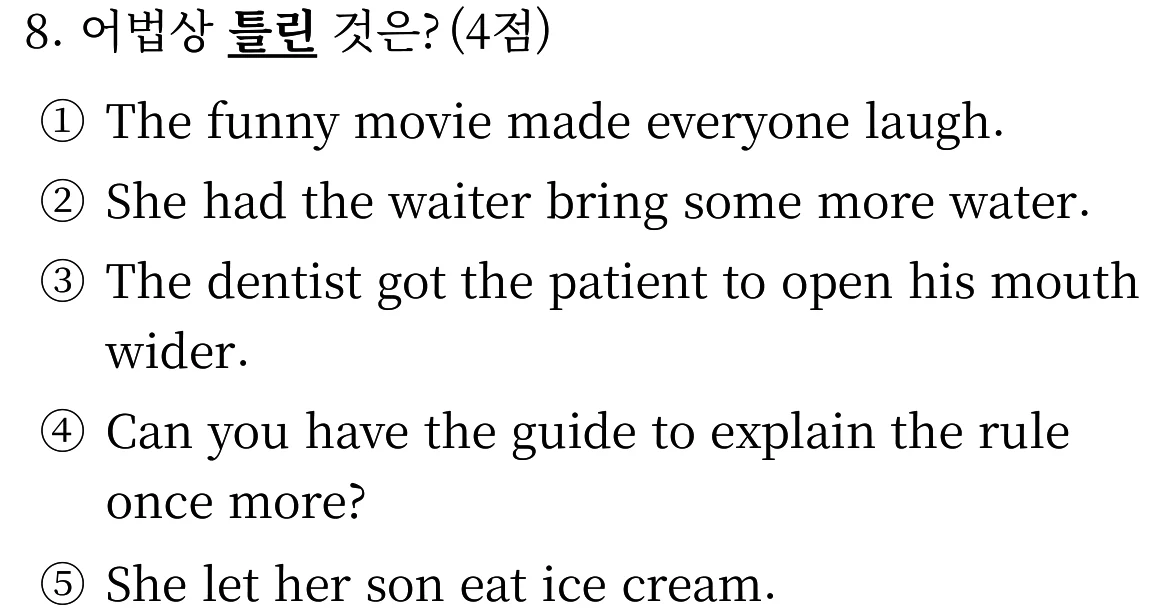 8. 어법상 틀린 것은? (4점)
① The funny movie made everyone laugh.
② She had the waiter bring some more water.
③ The dentist got the patient to open his mouth
wider.
④ Can you have the guide to explain the rule
once more?
⑤ She let her son eat ice cream.